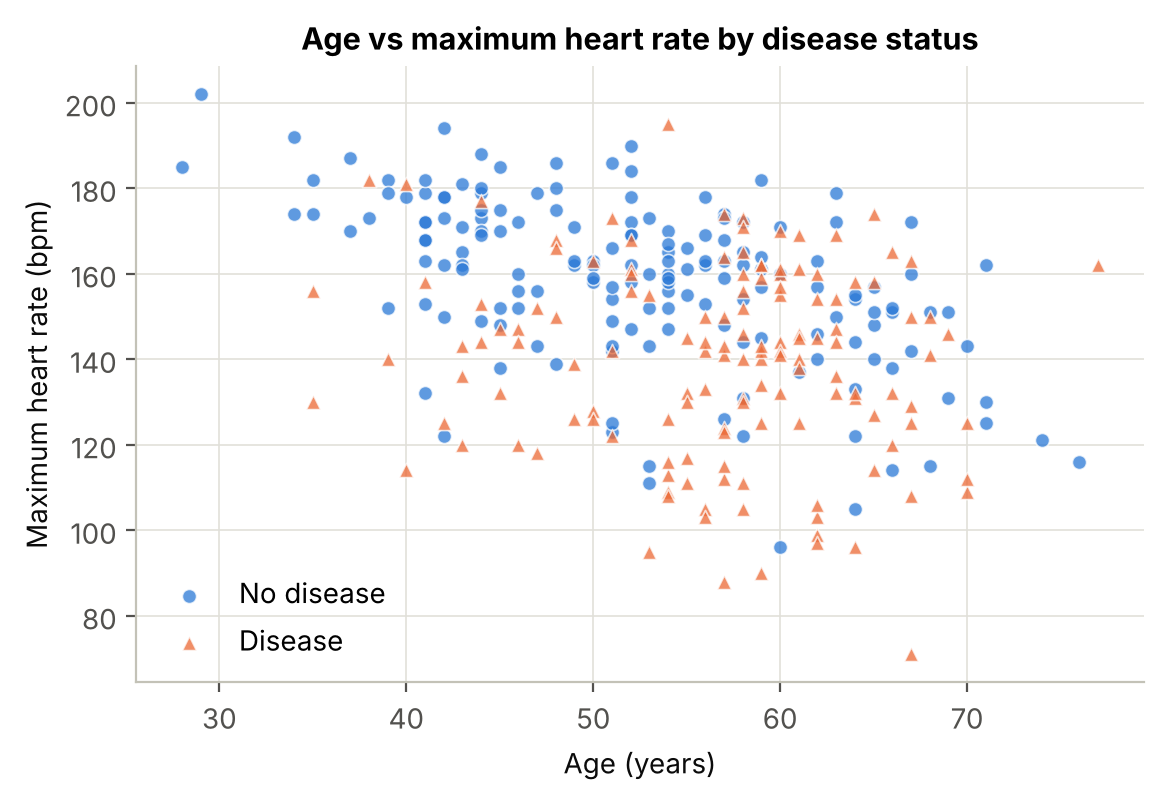 Age vs maximum heart rate by disease status
Maximum heart rate (bpm)
200
180
160
140
120
100
80
No disease
Disease
30 40 50 60 70
Age (years)